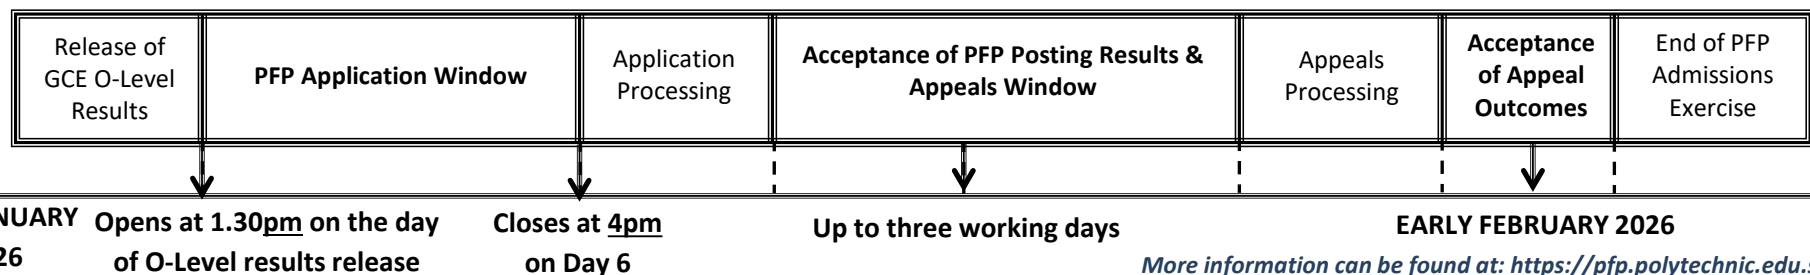 Release of
GCE O-Level
Results
PFP Application Window
Application
Processing
Acceptance of PFP Posting Results &
Appeals Window
Appeals
Processing
Acceptance
of Appeal
Outcomes
End of PFP
Admissions
Exercise
NUARY
26
Opens at 1.30pm on the day
of O-Level results release
Closes at 4pm
on Day 6
Up to three working days
EARLY FEBRUARY 2026
More information can be found at: https://pfp.polytechnic.edu.s